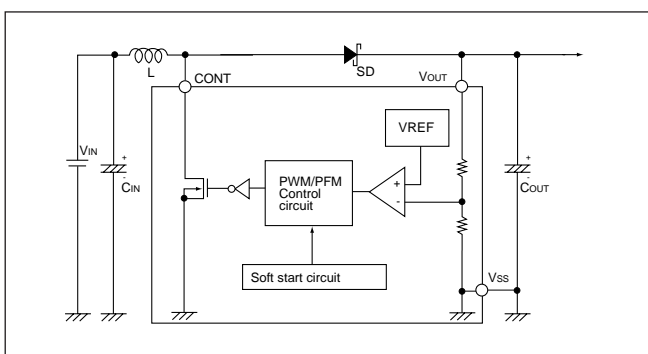 L
CONT
SD
VOUT
VREF
VIN
+
-
CIN
PWM/PFM
Control
circuit
+
-
+
-
COUT
Soft start circuit
VSS